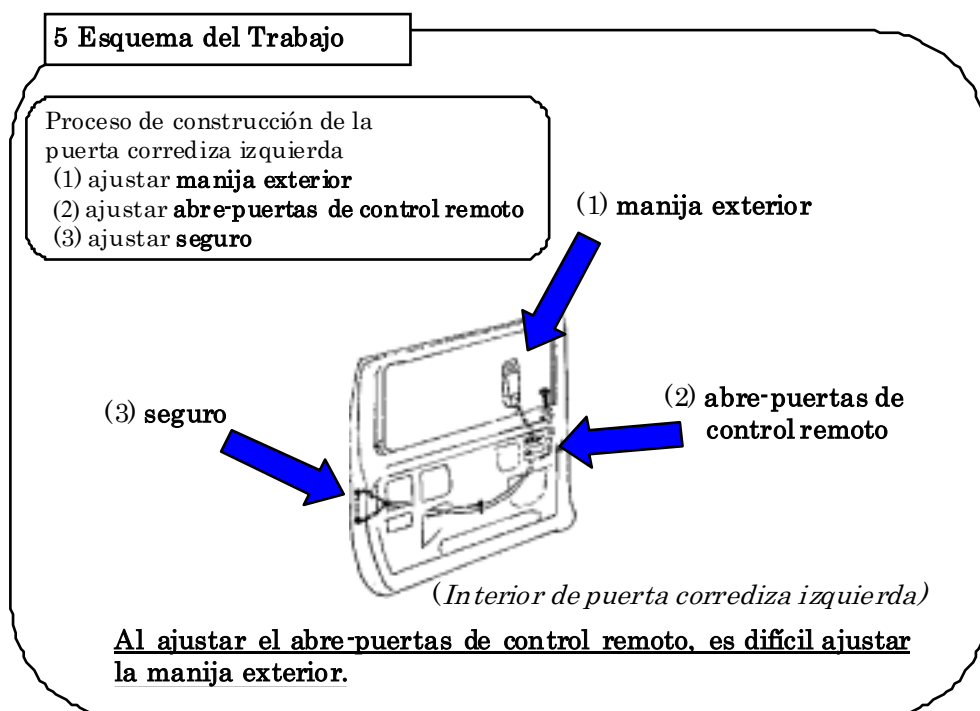 5 Esquema del Trabajo
Proceso de construcción de la
puerta corrediza izquierda
(1) ajustar manija exterior
(2) ajustar abre-puertas de control remoto
(3) ajustar seguro
(1) manija exterior
(2) abre-puertas de
control remoto
(3) seguro
(Interior de puerta corrediza izquierda)
Al ajustar el abre-puertas de control remoto, es difícil ajustar
la manija exterior.